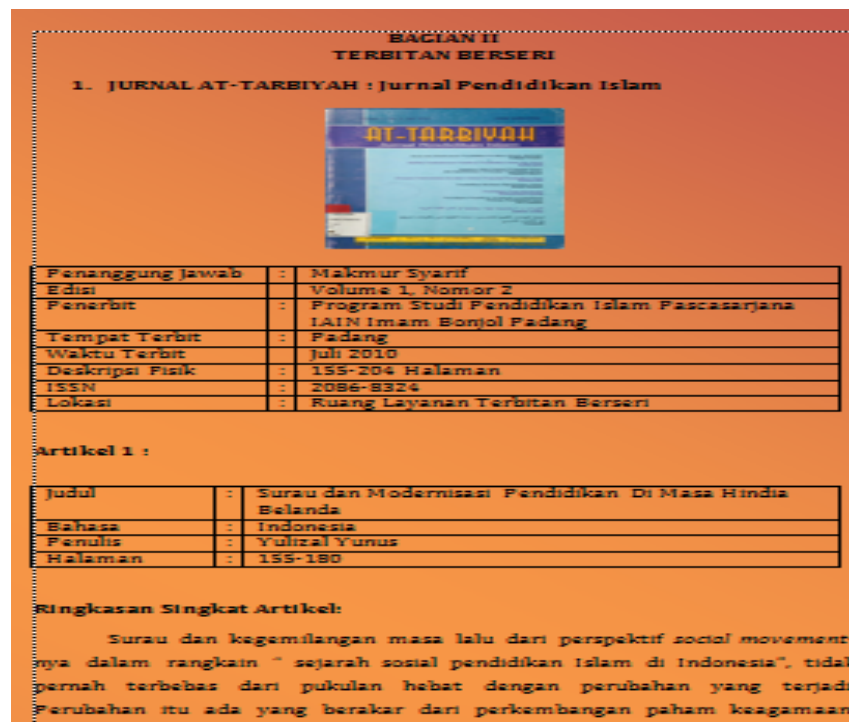 BAGIAN II
TERBITAN BERSERI
1. JURNAL AT-TARBIYAH : Jurnal Pendidikan Islam
AT-TARBIYAH
Jurnal Pendidikan Islam
Penanggung Jawab : Makmur Syarif
Edisi Volume 1, Nomor 2
Penerbit : Program Studi Pendidikan Islam Pascasarjana
IAIN Imam Bonjol Padang
Tempat Terbit : Padang
Waktu Terbit Juli 2010
Deskripsi Fisik : 155-204 Halaman
ISSN : 2086-8324
Lokasi : Ruang Layanan Terbitan Berseri
Artikel 1 :
Judul : Surau dan Modernisasi Pendidikan Di Masa Hindia
Belanda
Bahasa : Indonesia
Penulis : Yulizal Yunus
Halaman : 155-180
Ringkasan Singkat Artikel:
Surau dan kegemilangan masa lalu dari perspektif social movement
nya dalam rangkain " sejarah sosial pendidikan Islam di Indonesia", tidak
pernah terbebas dari pukulan hebat dengan perubahan yang terjadi
Perubahan itu ada yang berakar dari perkembangan paham keagamaan